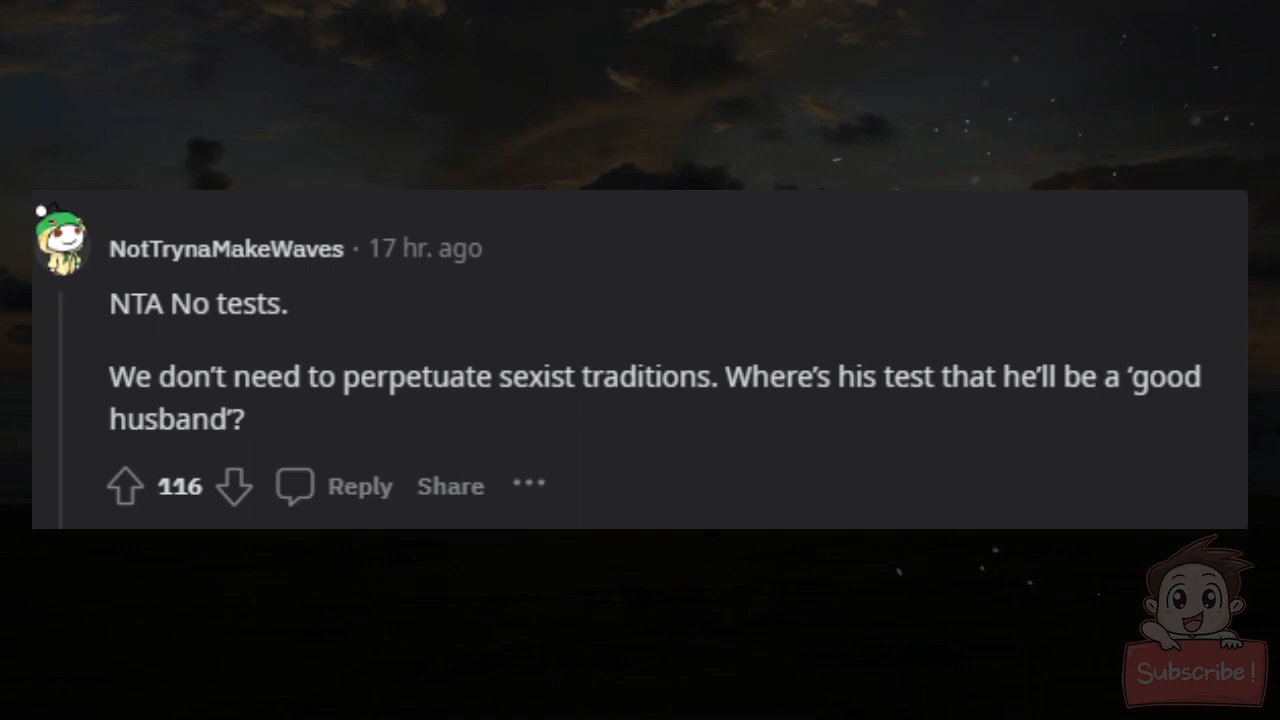 NotTrynaMakeWaves · 17 hr. ago
NTA No tests.
We don’t need to perpetuate sexist traditions. Where’s his test that he’ll be a ‘good
husband’?
116 Reply Share •••
Subscribe!